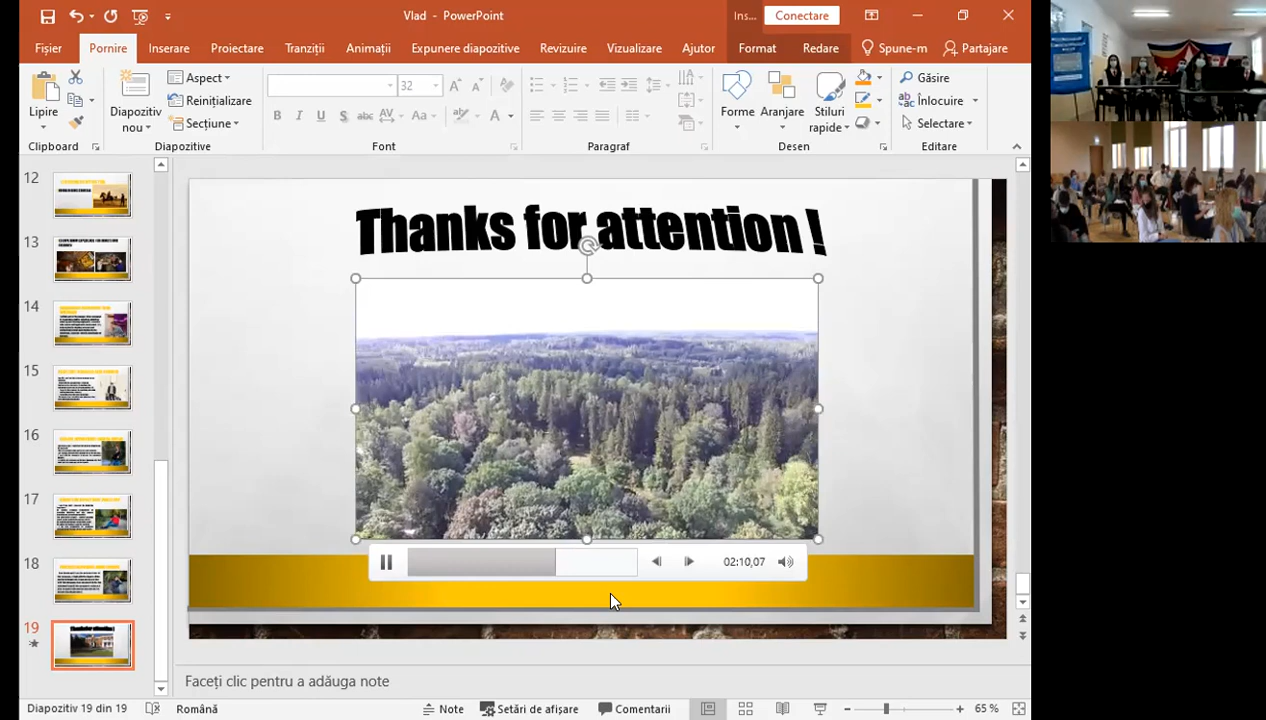 Vlad - PowerPoint
Ins...
Conectare
Fișier
Pornire
Inserare
Proiectare
Tranziții
Animații
Expunere diapozitive
Revizuire
Vizualizare
Ajutor
Format
Redare
Spune-m
Partajare
Lipire
Clipboard
Diapozitiv nou
Aspect
Reinițializare
Secțiune
Diapozitive
32
Font
Paragraf
Forme
Aranjare
Stiluri rapide
Desen
Găsire
Înlocuire
Selectare
Editare
12
13
14
15
16
17
18
19
Thanks for attention !
02:10,07
Faceți clic pentru a adăuga note
Diapozitiv 19 din 19
Română
Note
Setări de afișare
Comentarii
65 %